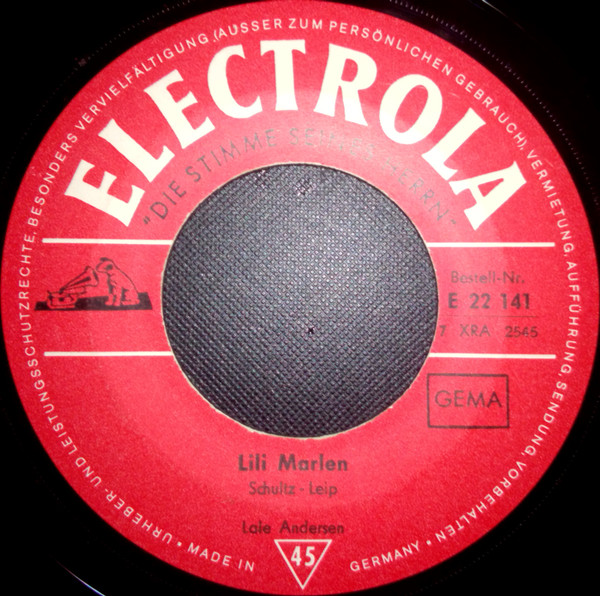 URHEBER- UND LEISTUNGSSCHUTZRECHTE, BESONDERS VERVIELFÄLTIGUNG (AUSSER ZUM PERSÖNLICHEN GEBRAUCH), VERMIETUNG, AUFFÜHRUNG, SENDUNG, VORBEHALTEN •
ELECTROLA
"DIE STIMME SEINES HERRN"
Bestell-Nr.
E 22 141
7 XRA 2565
GEMA
Lili Marlen
Schultz - Leip
Lale Andersen
• MADE IN
45
GERMANY •